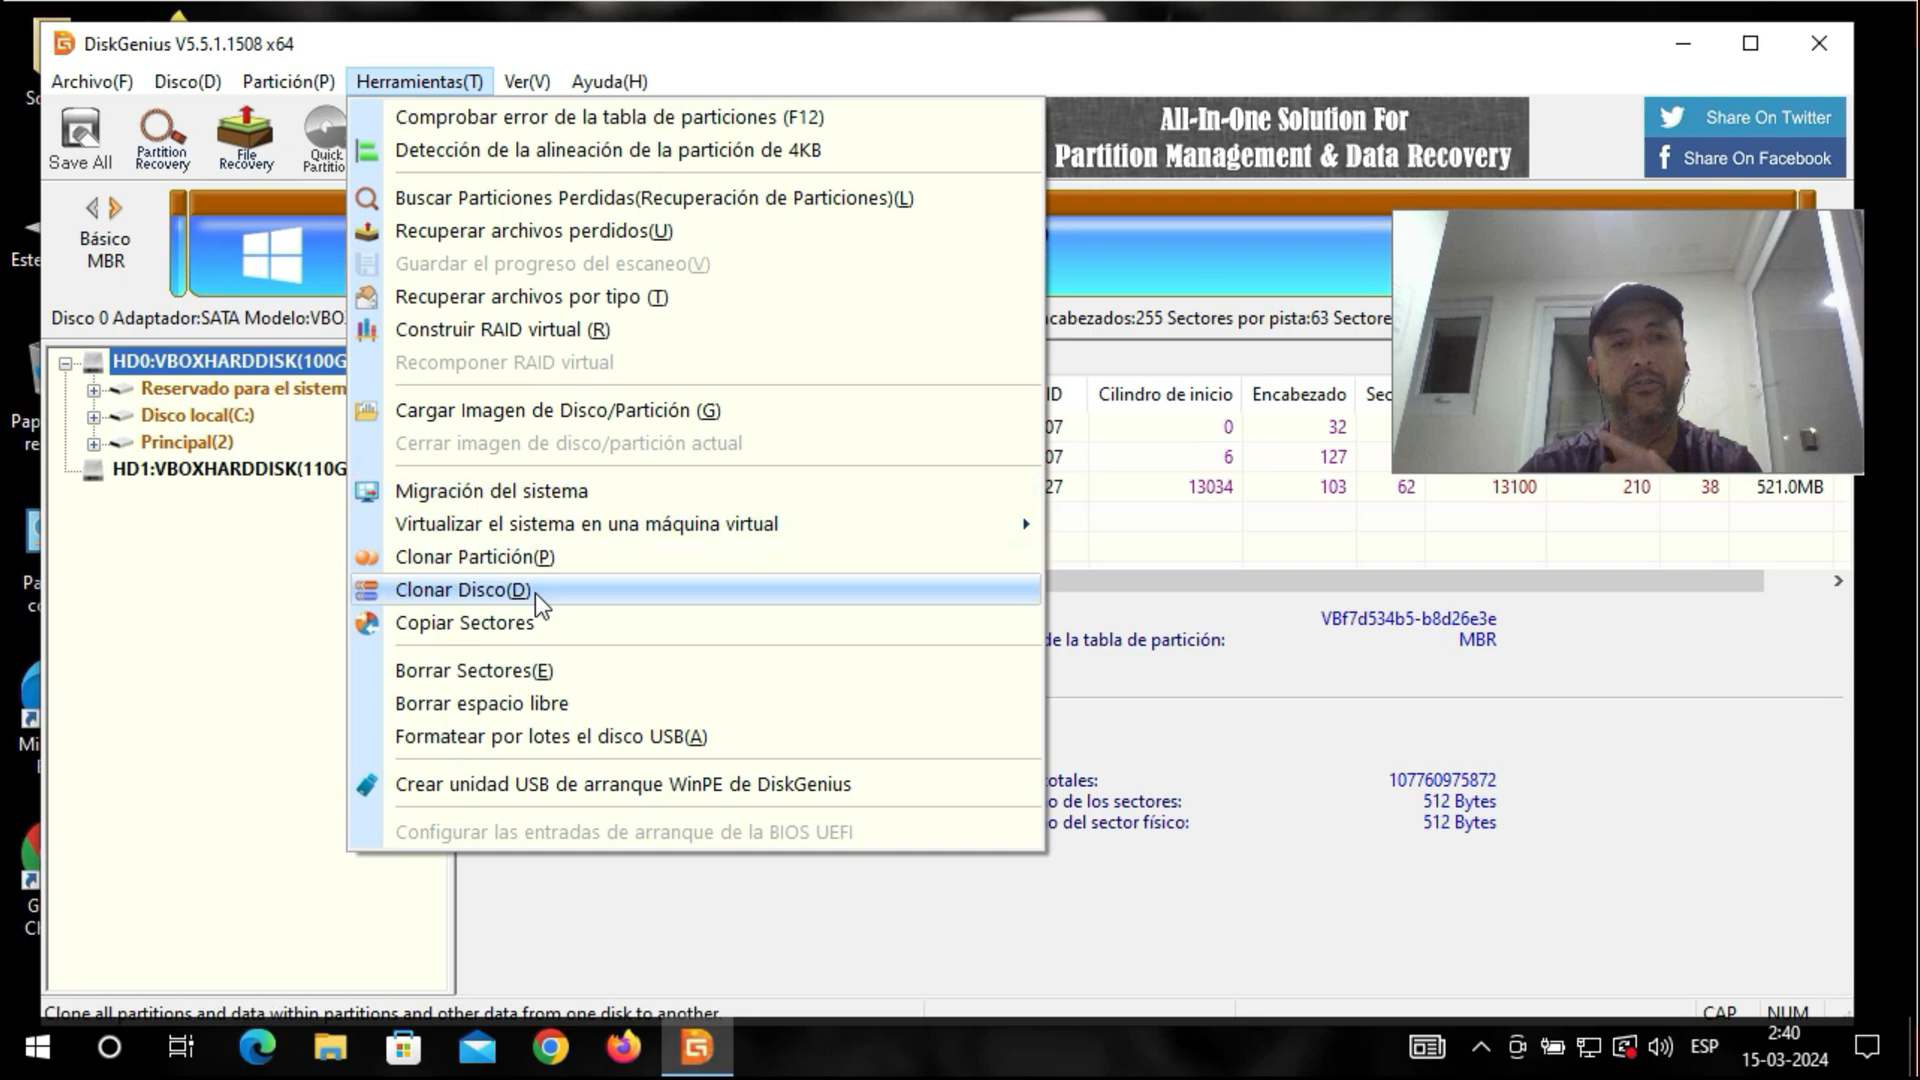 DiskGenius V5.5.1.1508 x64
Archivo(F) Disco(D) Partición(P) Herramientas(T) Ver(V) Ayuda(H)
Save All
Partition Recovery
File Recovery
Quick
All-In-One Solution For
Partition Management & Data Recovery
Share On Twitter
Share On Facebook
Básico
MBR
Disco 0 Adaptador:SATA Modelo:VBO
HD0:VBOXHARDDISK(100G
Reservado para el sistem
Disco local(C:)
Principal(2)
HD1:VBOXHARDDISK(110G
Comprobar error de la tabla de particiones (F12)
Detección de la alineación de la partición de 4KB
Buscar Particiones Perdidas(Recuperación de Particiones)(L)
Recuperar archivos perdidos(U)
Guardar el progreso del escaneo(V)
Recuperar archivos por tipo (T)
Construir RAID virtual (R)
Recomponer RAID virtual
Cargar Imagen de Disco/Partición (G)
Cerrar imagen de disco/partición actual
Migración del sistema
Virtualizar el sistema en una máquina virtual
Clonar Partición(P)
Clonar Disco(D)
Copiar Sectores
Borrar Sectores(E)
Borrar espacio libre
Formatear por lotes el disco USB(A)
Crear unidad USB de arranque WinPE de DiskGenius
Configurar las entradas de arranque de la BIOS UEFI
cabezados:255 Sectores por pista:63 Sectore
ID Cilindro de inicio Encabezado Sec
07 0 32
07 6 127
27 13034 103 62 13100 210 38 521.0MB
VBf7d534b5-b8d26e3e
de la tabla de partición: MBR
otales: 107760975872
o de los sectores: 512 Bytes
o del sector físico: 512 Bytes
Clone all partitions and data within partitions and other data from one disk to another.
CAP NUM
ESP
2:40
15-03-2024